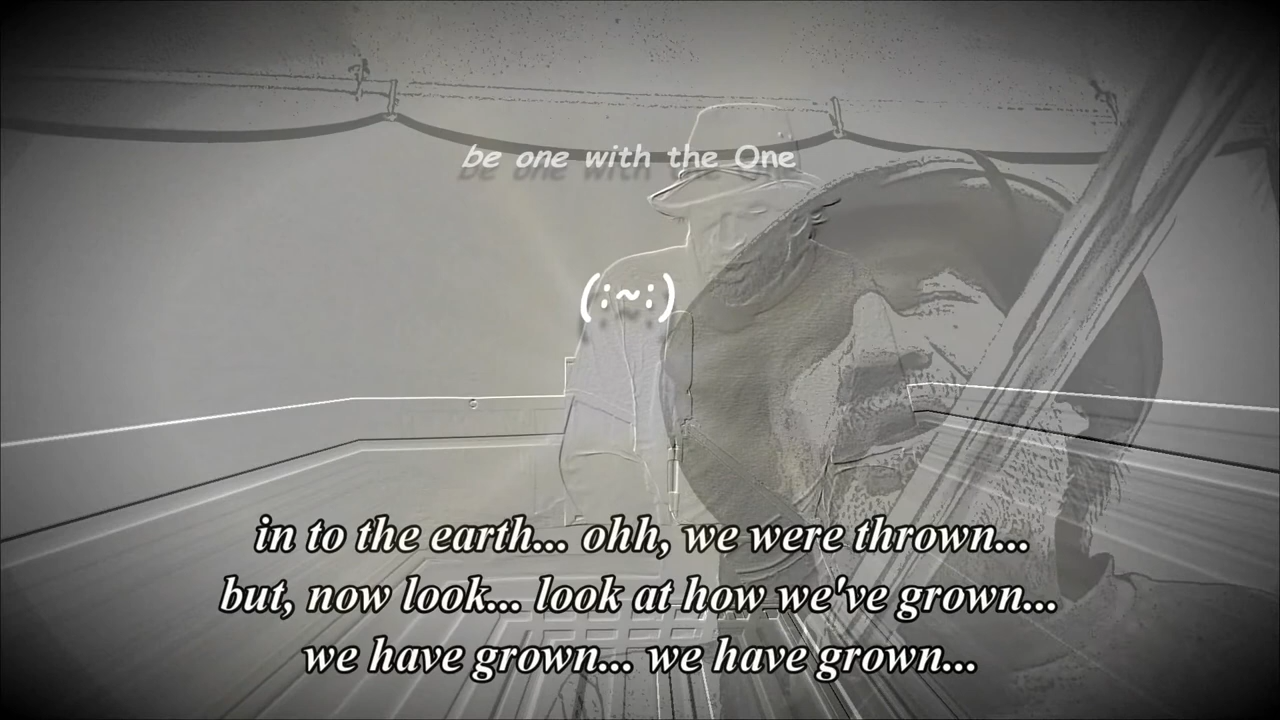 be one with the One
(:~:)
in to the earth... ohh, we were thrown...
but, now look... look at how we've grown...
we have grown... we have grown...